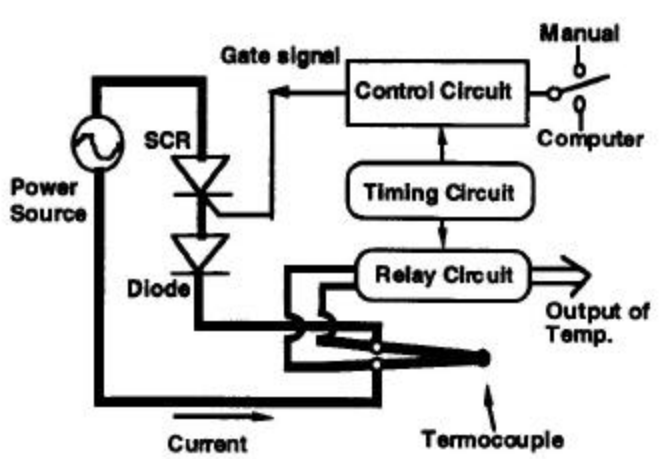 Manual
Gate signal
Control Circuit
Computer
SCR
Power
Source
Timing Circuit
Relay Circuit
Diode
Output of
Temp.
Current
Termocouple